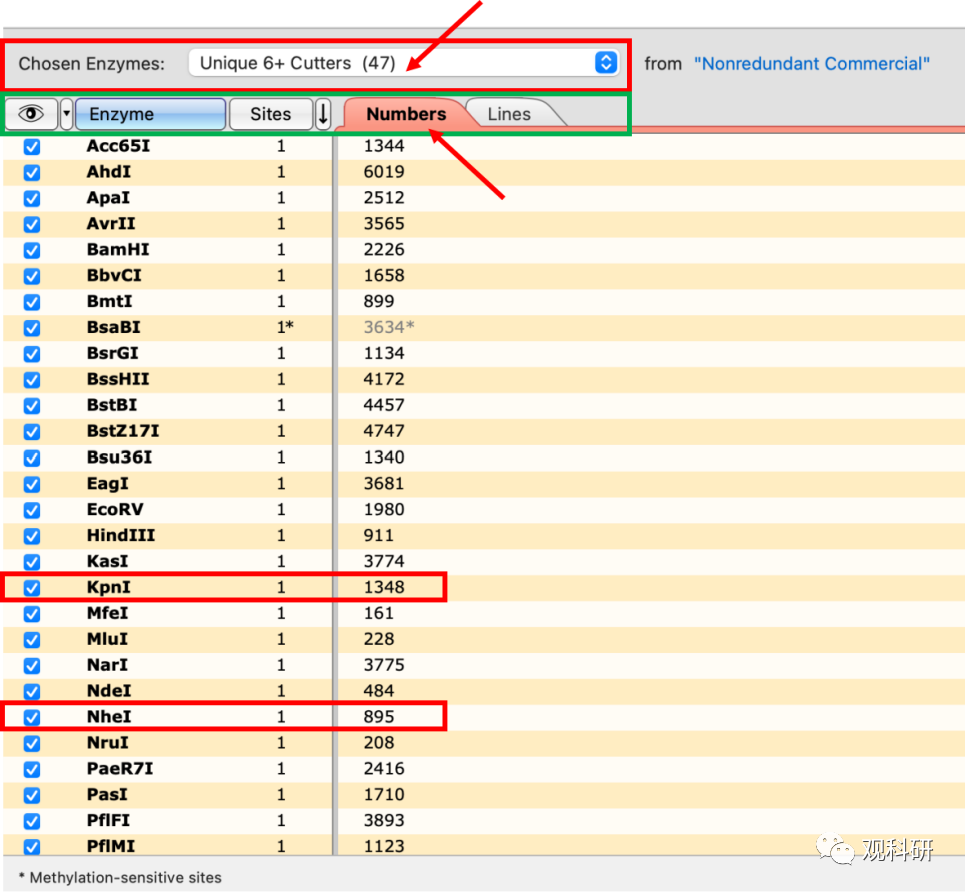 Chosen Enzymes: Unique 6+ Cutters (47) from "Nonredundant Commercial"
Enzyme Sites Numbers Lines
Acc65I 1 1344
AhdI 1 6019
ApaI 1 2512
AvrII 1 3565
BamHI 1 2226
BbvCI 1 1658
BmtI 1 899
BsaBI 1* 3634*
BsrGI 1 1134
BssHII 1 4172
BstBI 1 4457
BstZ17I 1 4747
Bsu36I 1 1340
EagI 1 3681
EcoRV 1 1980
HindIII 1 911
KasI 1 3774
KpnI 1 1348
MfeI 1 161
MluI 1 228
NarI 1 3775
NdeI 1 484
NheI 1 895
NruI 1 208
PaeR7I 1 2416
PasI 1 1710
PflFI 1 3893
PflMI 1 1123
观科研
* Methylation-sensitive sites